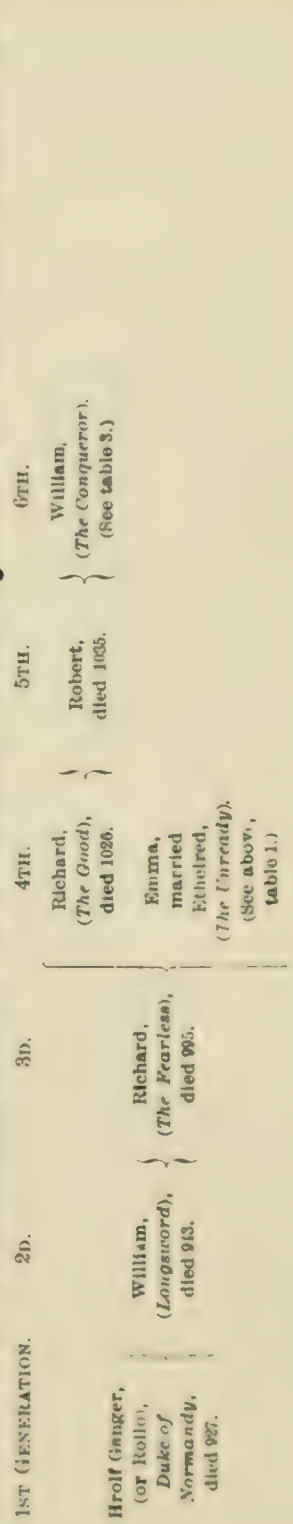 1ST GENERATION. 2D. 3D. 4TH. 5TH. 6TH.
Hrolf Ganger,
(or Rollo),
Duke of
Normandy,
died 927.
William,
(Longsword),
died 943.
Richard,
(The Fearless),
died 995.
Richard,
(The Good),
died 1026.
Emma,
married
Ethelred,
(The Unready).
(See above,
table 1.)
Robert,
died 1035.
William,
(The Conqueror).
(See table 3.)